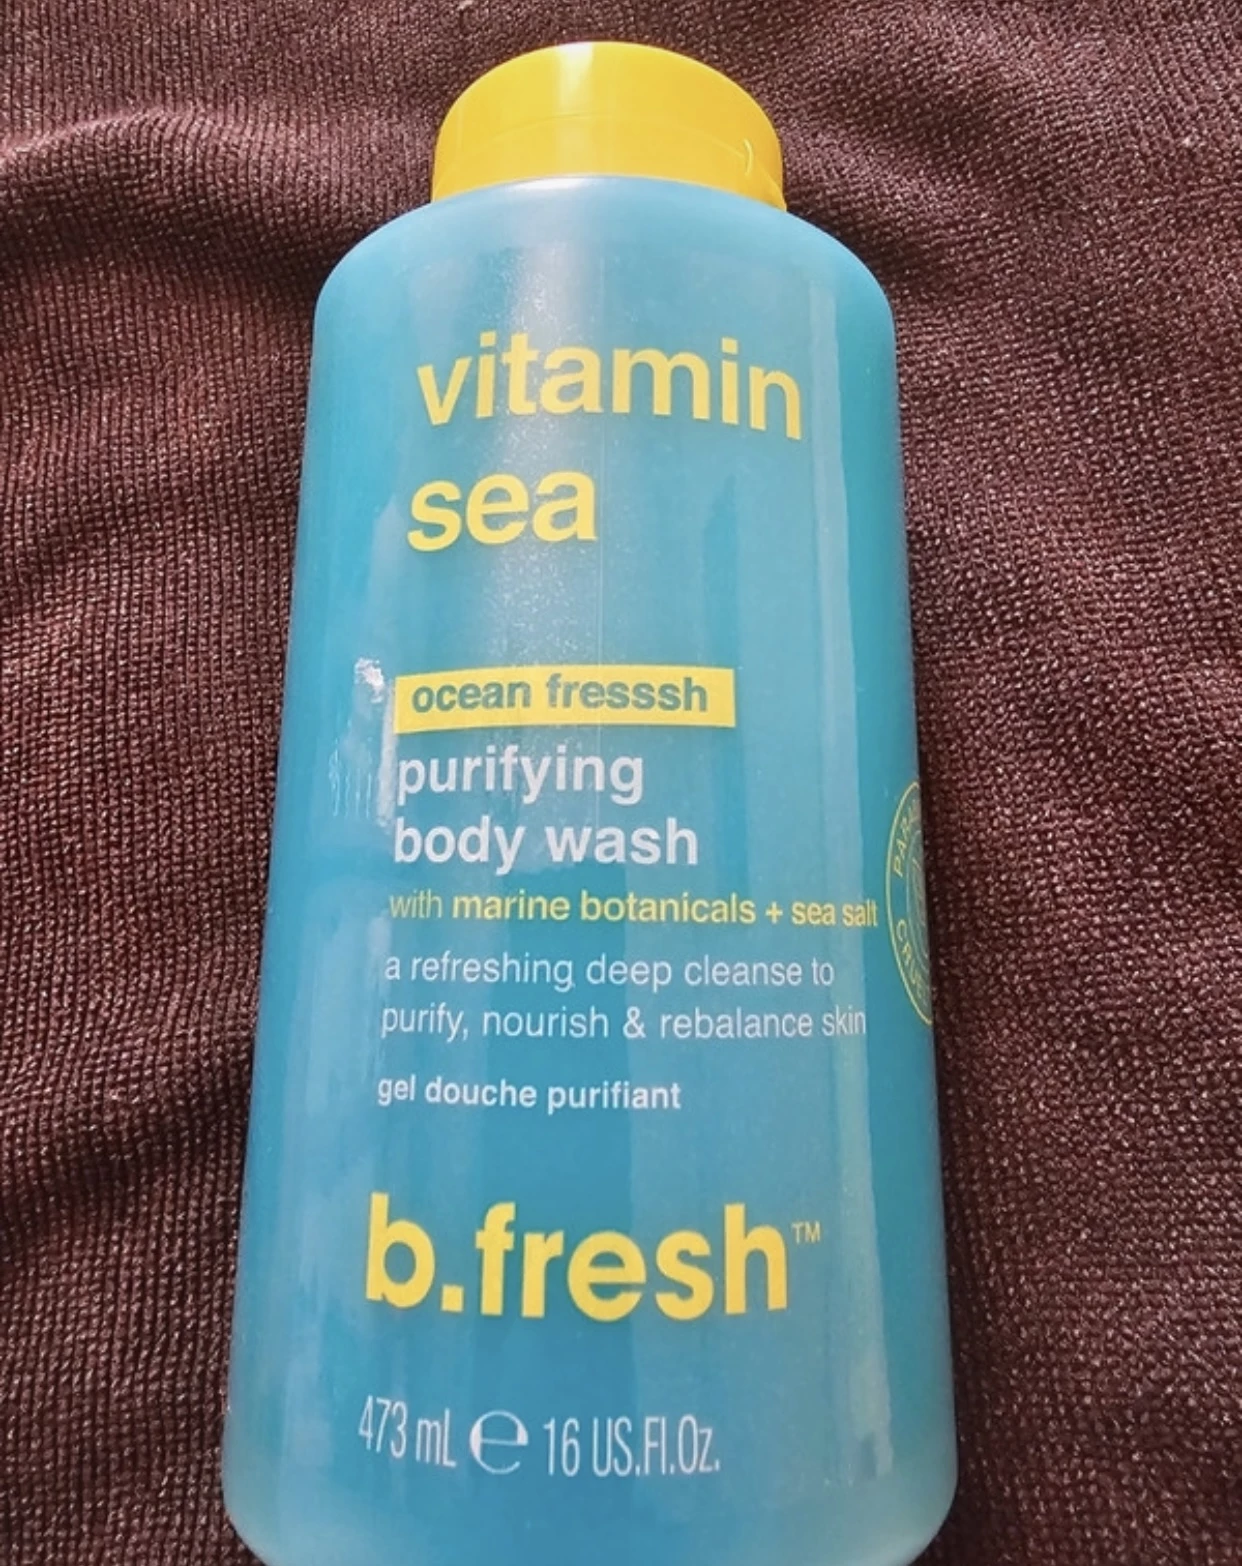 vitamin
sea
ocean fresssh
purifying
body wash
with marine botanicals + sea salt
a refreshing deep cleanse to
purify, nourish & rebalance skin
gel douche purifiant
b.fresh™
473 mL ℮ 16 US.Fl.Oz.